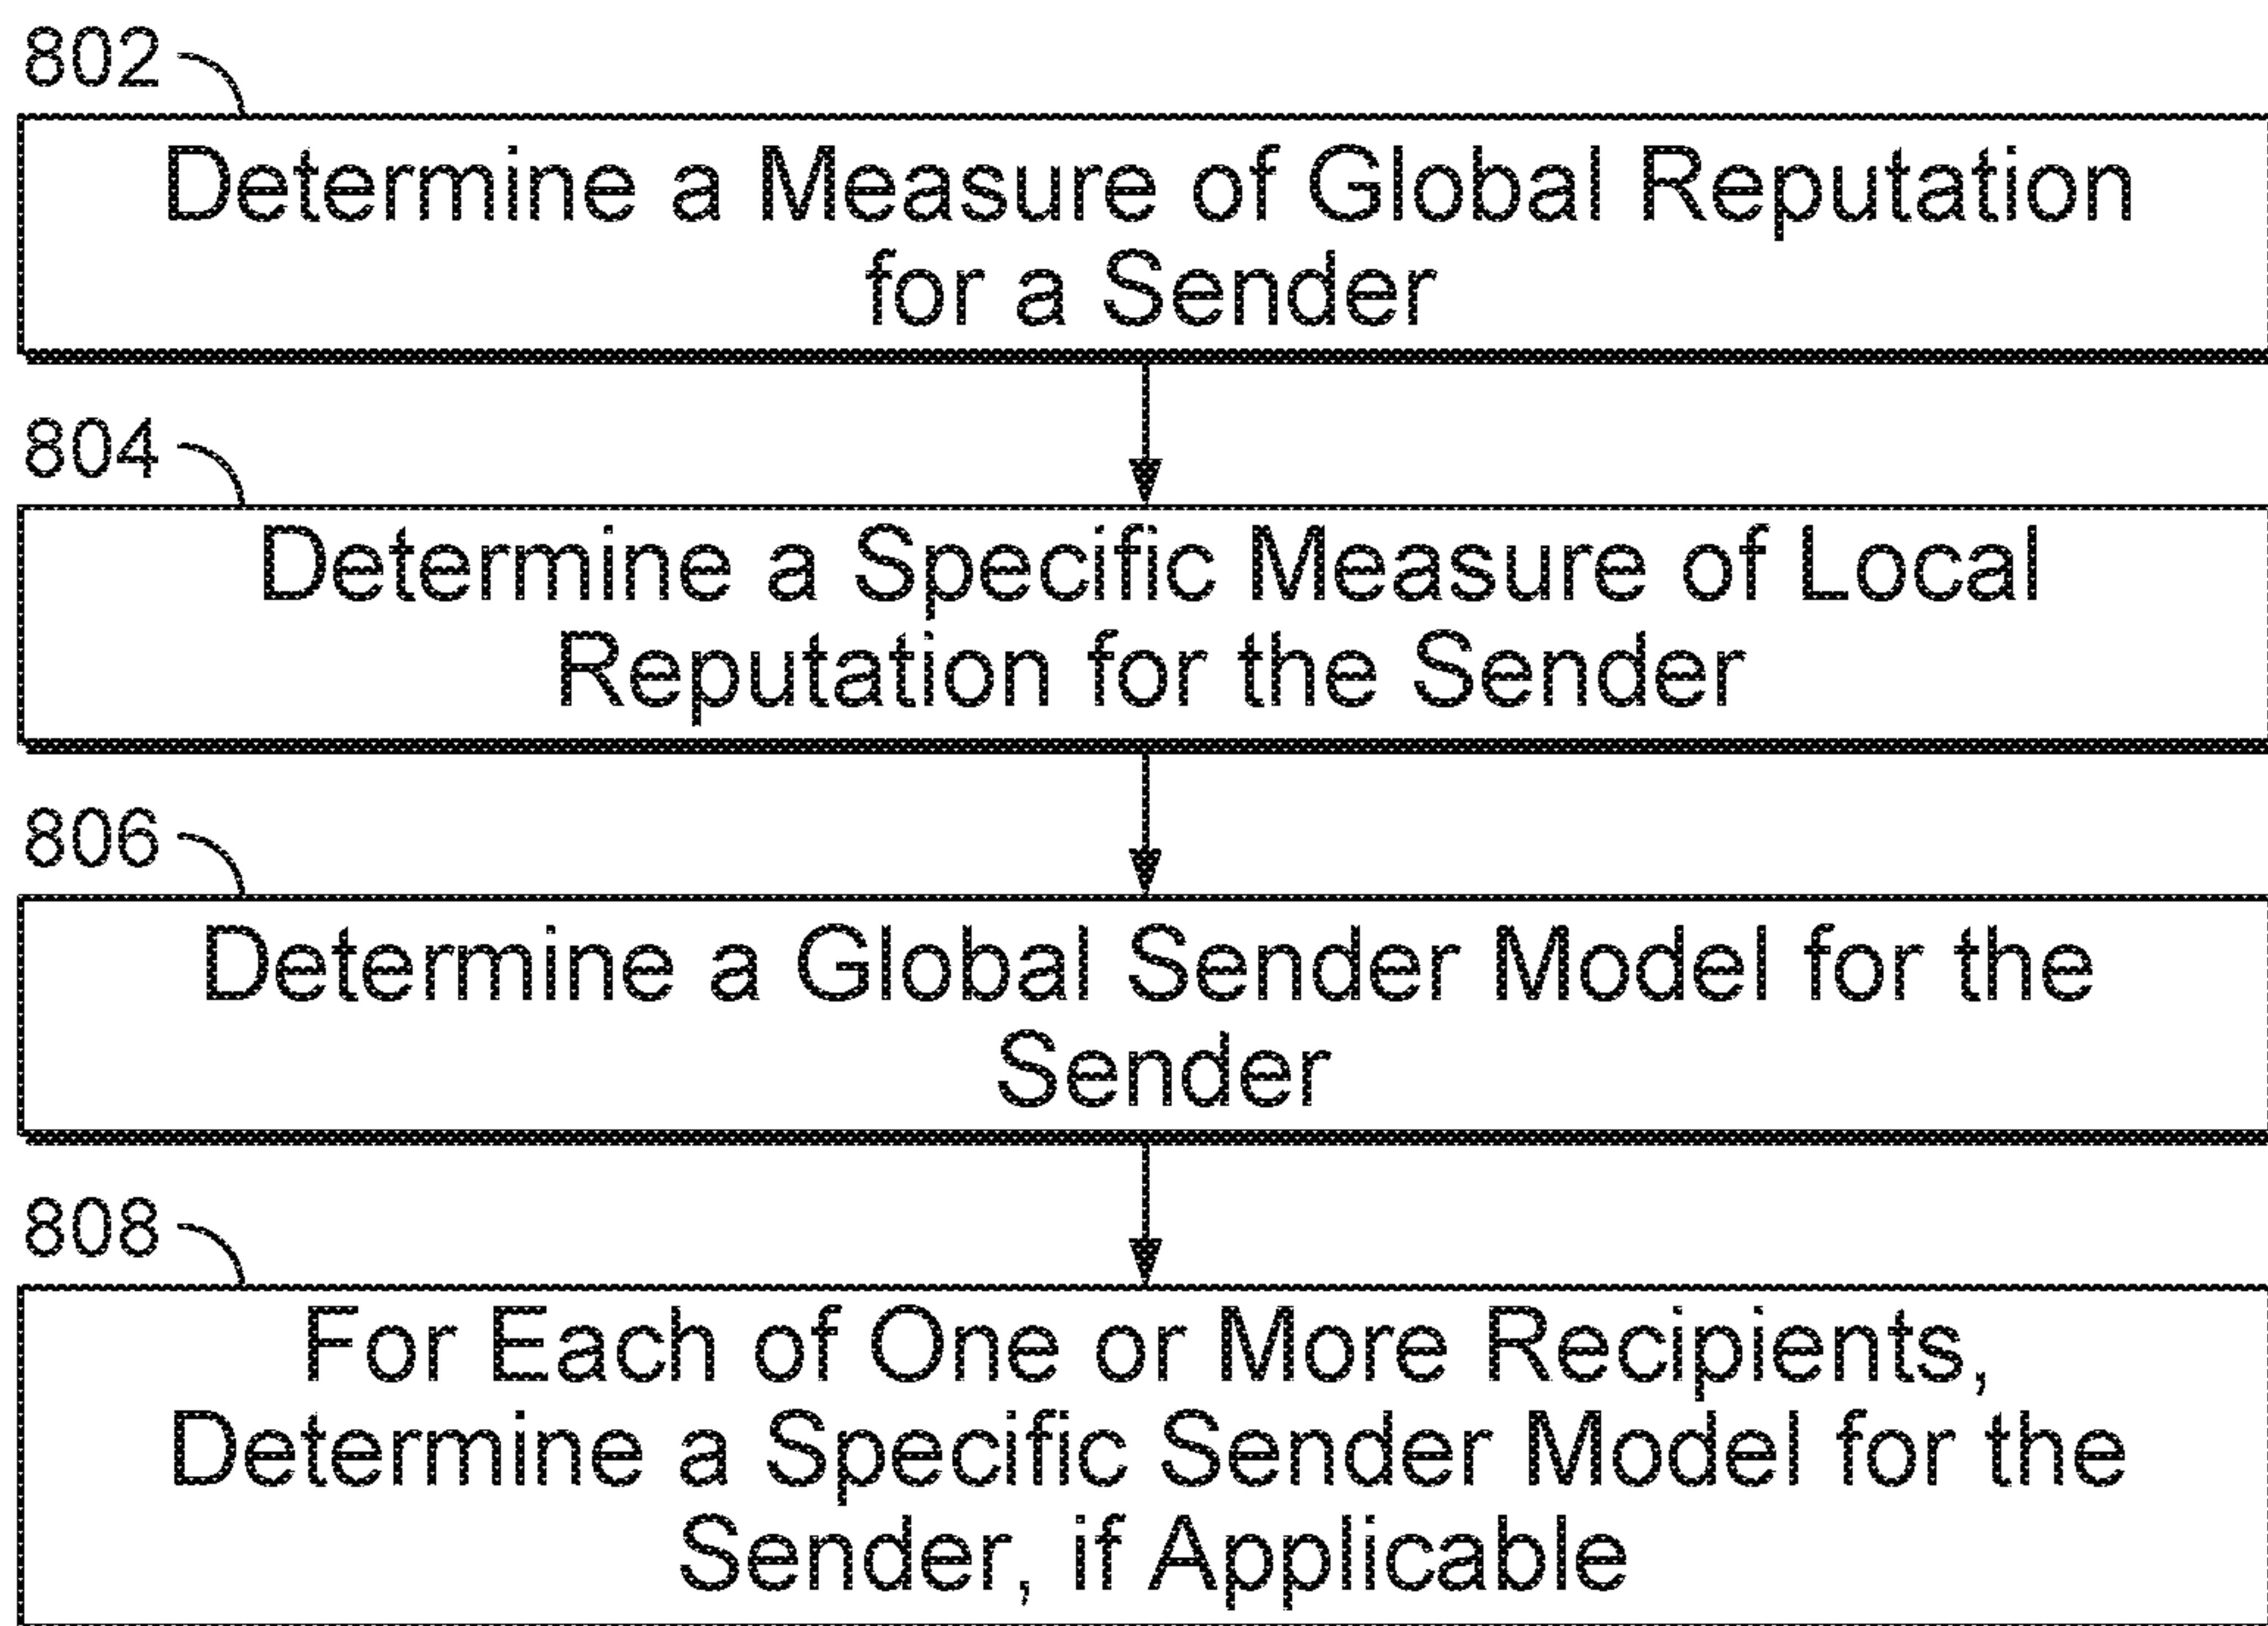 802
Determine a Measure of Global Reputation
for a Sender
804
Determine a Specific Measure of Local
Reputation for the Sender
806
Determine a Global Sender Model for the
Sender
808
For Each of One or More Recipients,
Determine a Specific Sender Model for the
Sender, if Applicable